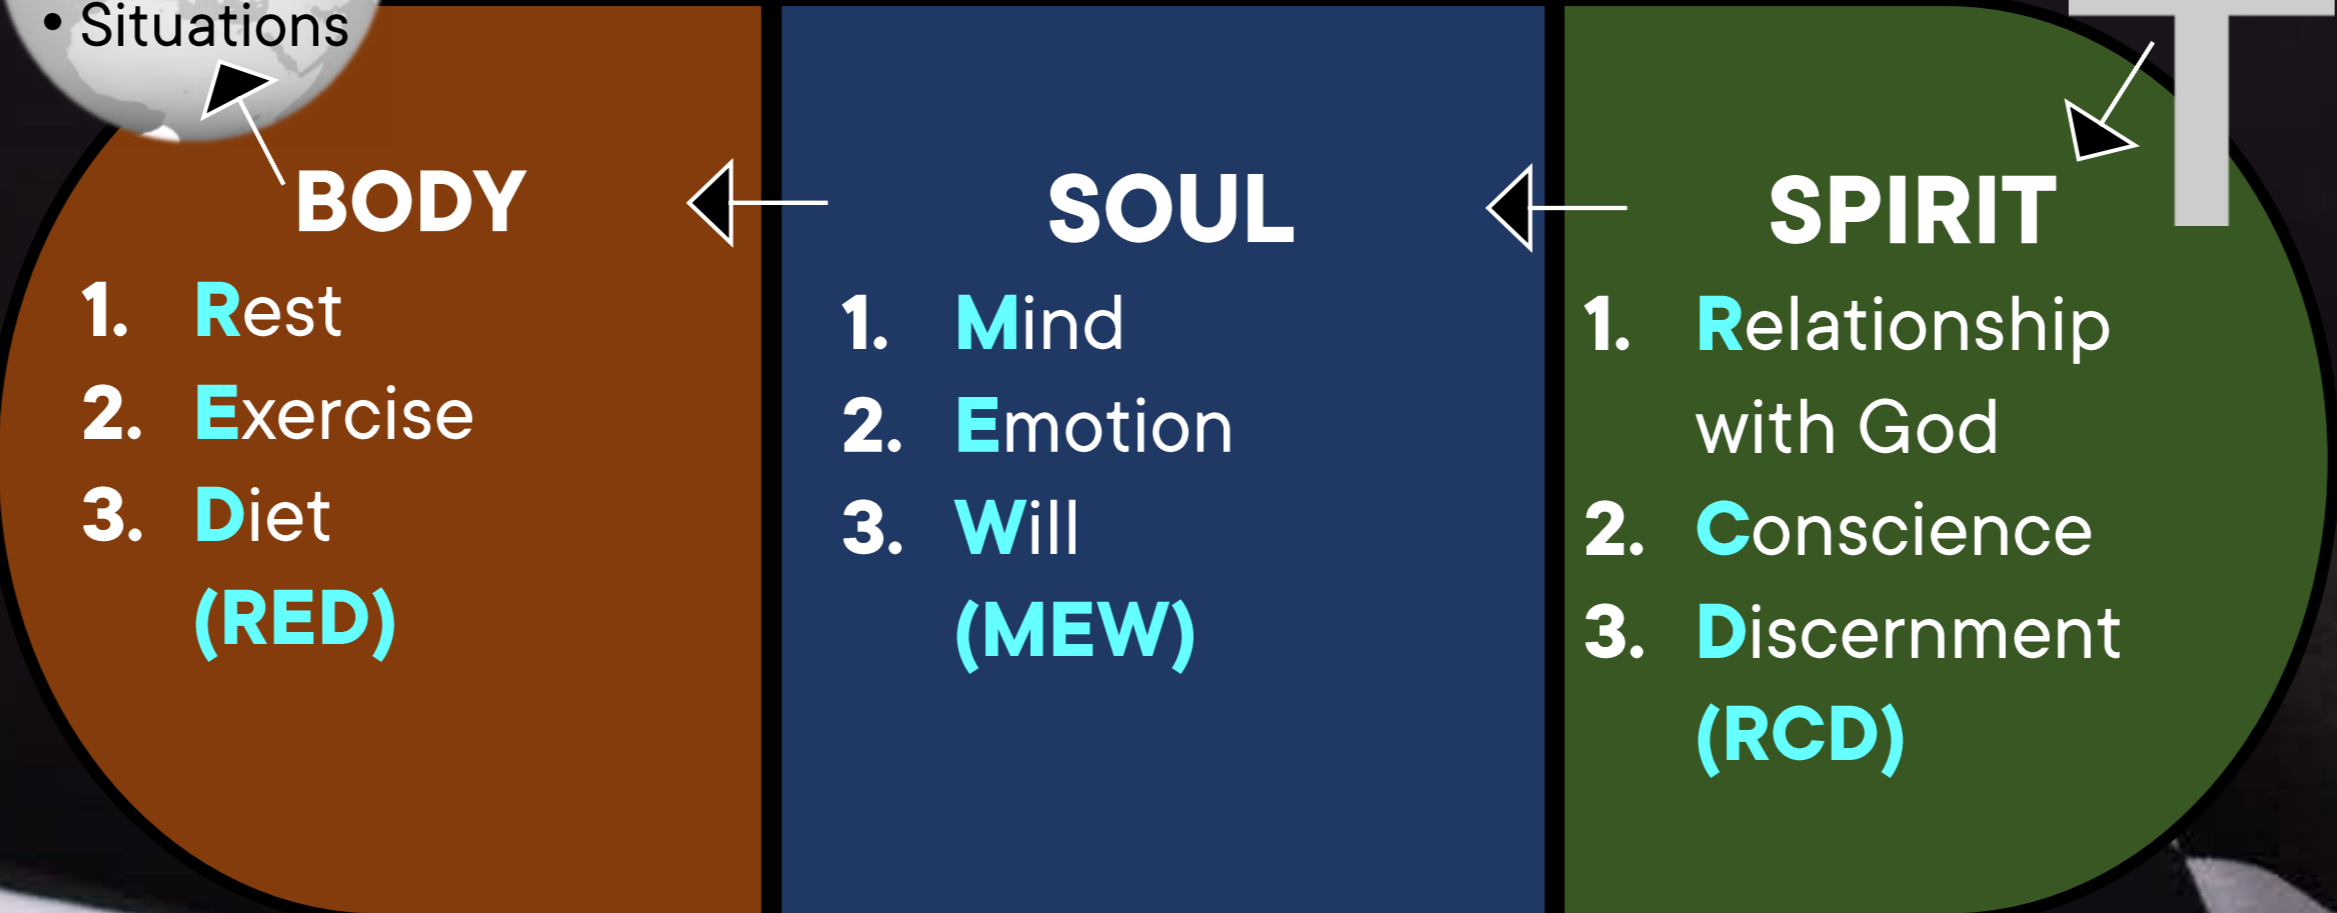 • Situations
BODY
1. Rest
2. Exercise
3. Diet
(RED)
SOUL
1. Mind
2. Emotion
3. Will
(MEW)
SPIRIT
1. Relationship
with God
2. Conscience
3. Discernment
(RCD)